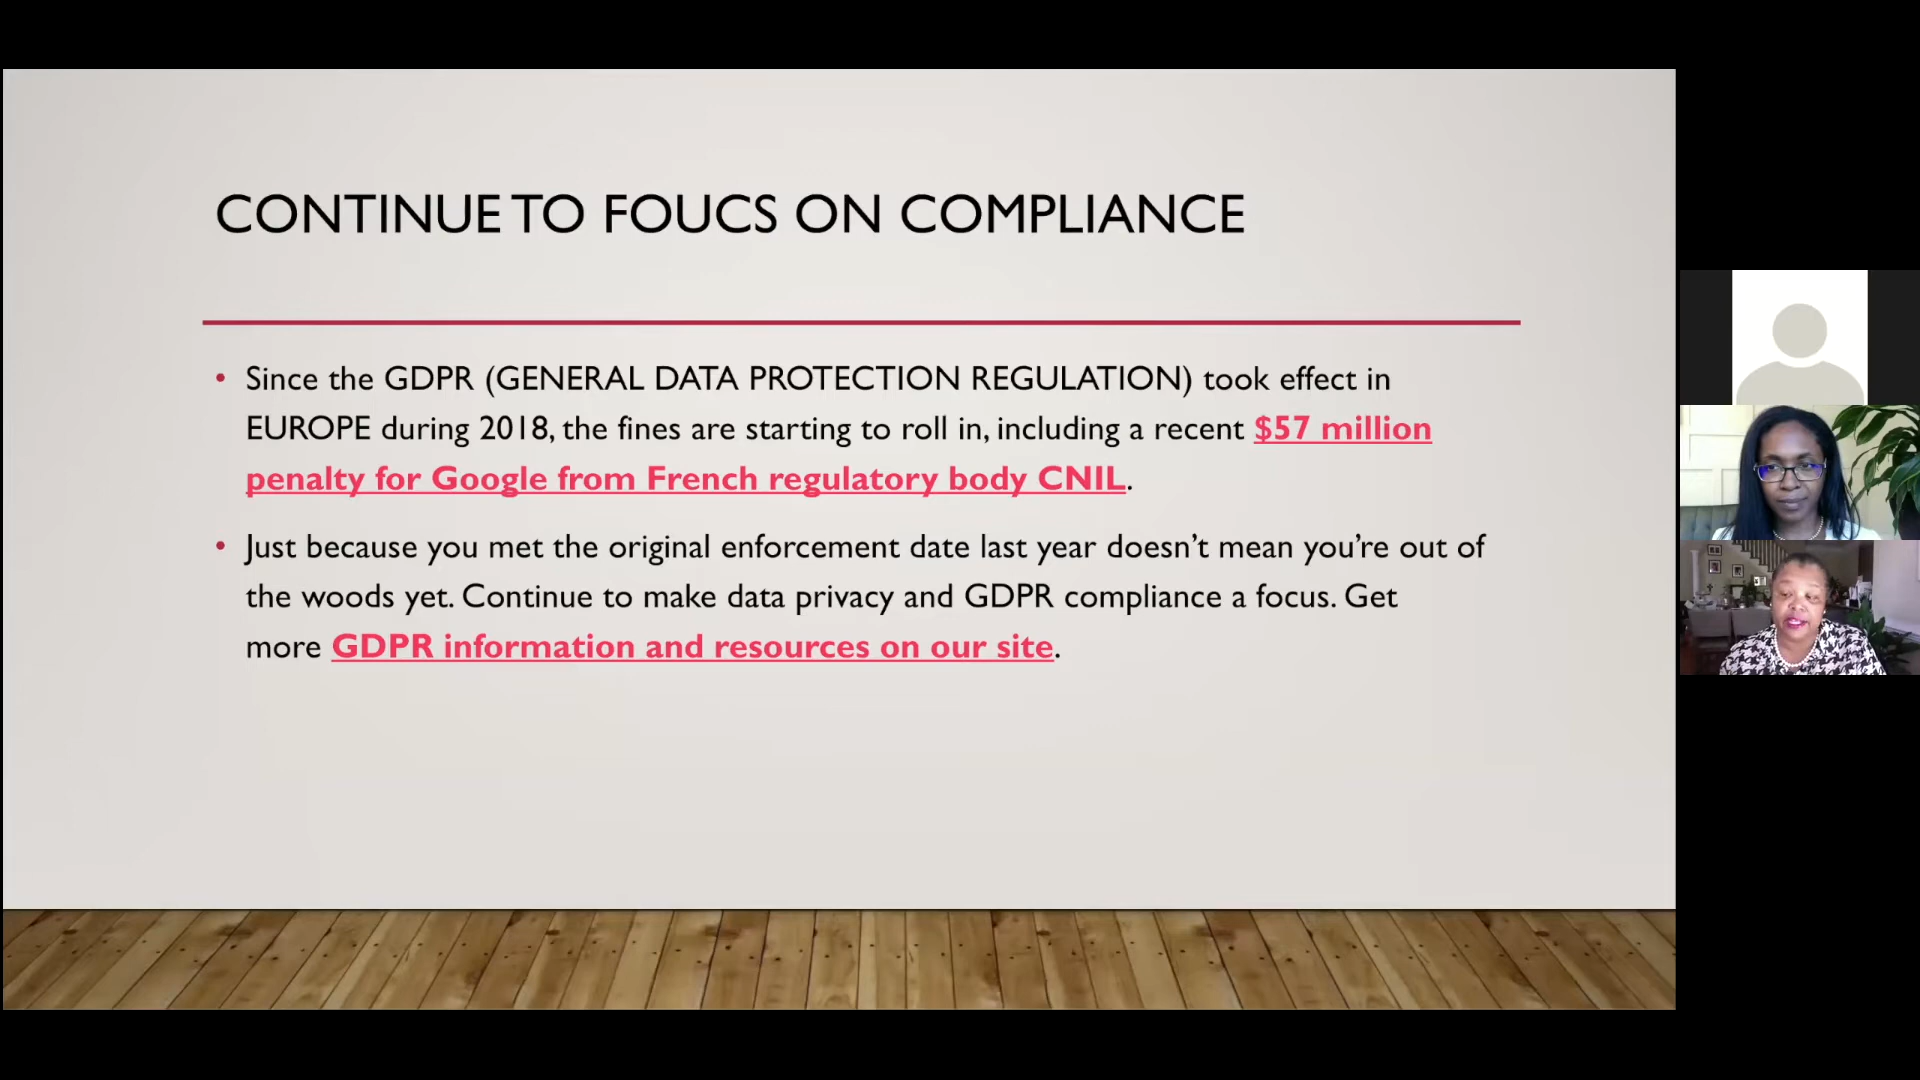 CONTINUE TO FOUCS ON COMPLIANCE
• Since the GDPR (GENERAL DATA PROTECTION REGULATION) took effect in
EUROPE during 2018, the fines are starting to roll in, including a recent $57 million
penalty for Google from French regulatory body CNIL.
• Just because you met the original enforcement date last year doesn’t mean you’re out of
the woods yet. Continue to make data privacy and GDPR compliance a focus. Get
more GDPR information and resources on our site.